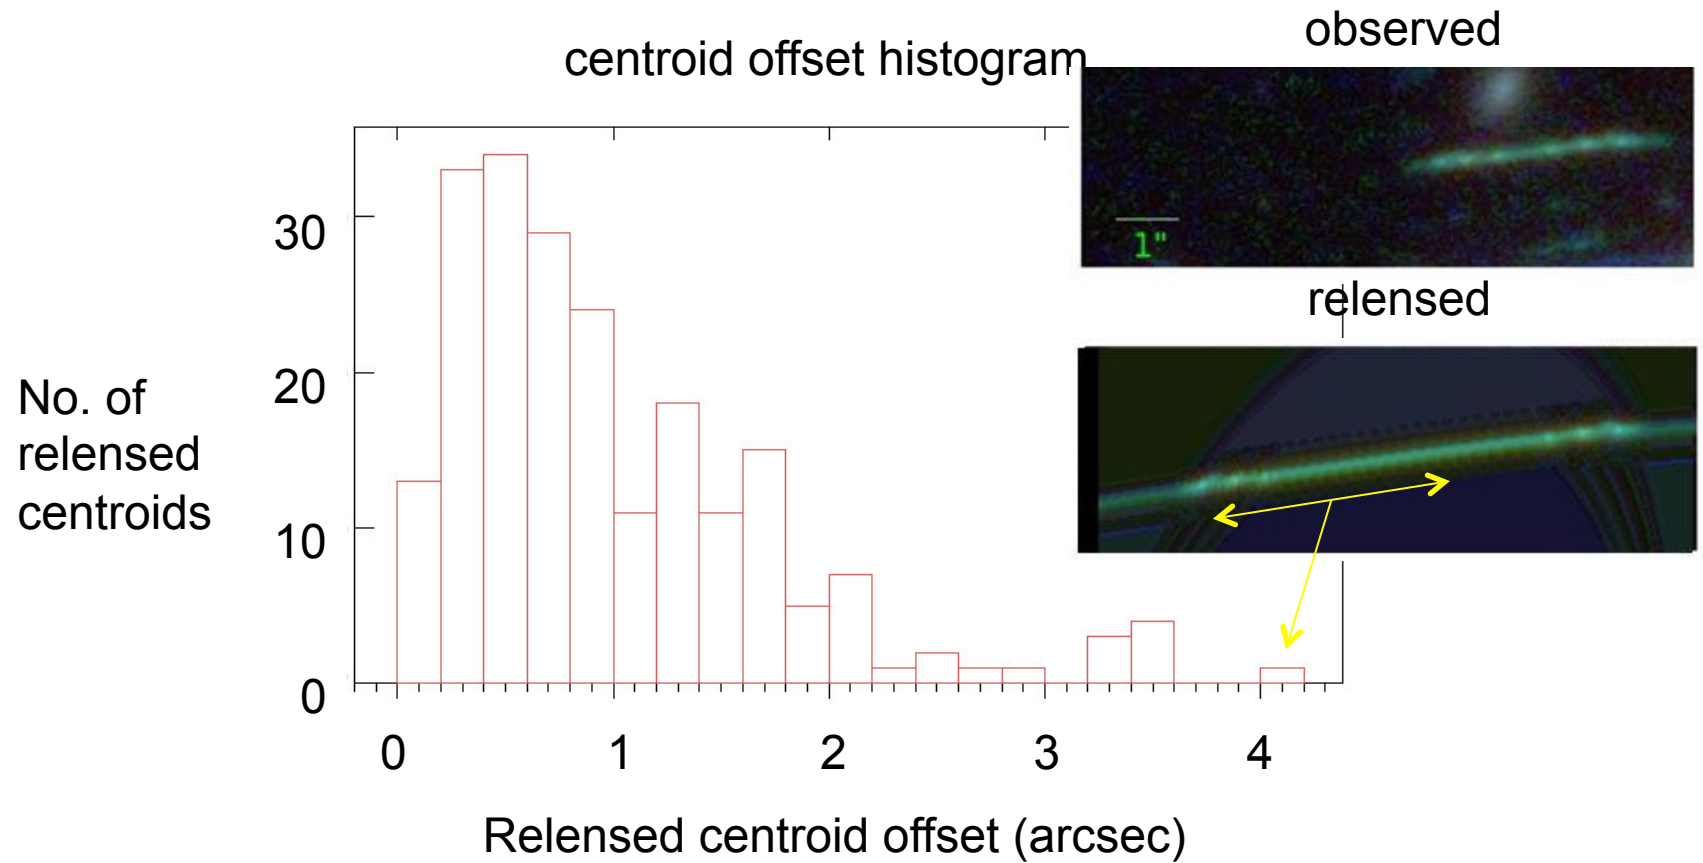 observed
centroid offset histogram
1"
relensed
30
20
10
0
No. of
relensed
centroids
0 1 2 3 4
Relensed centroid offset (arcsec)